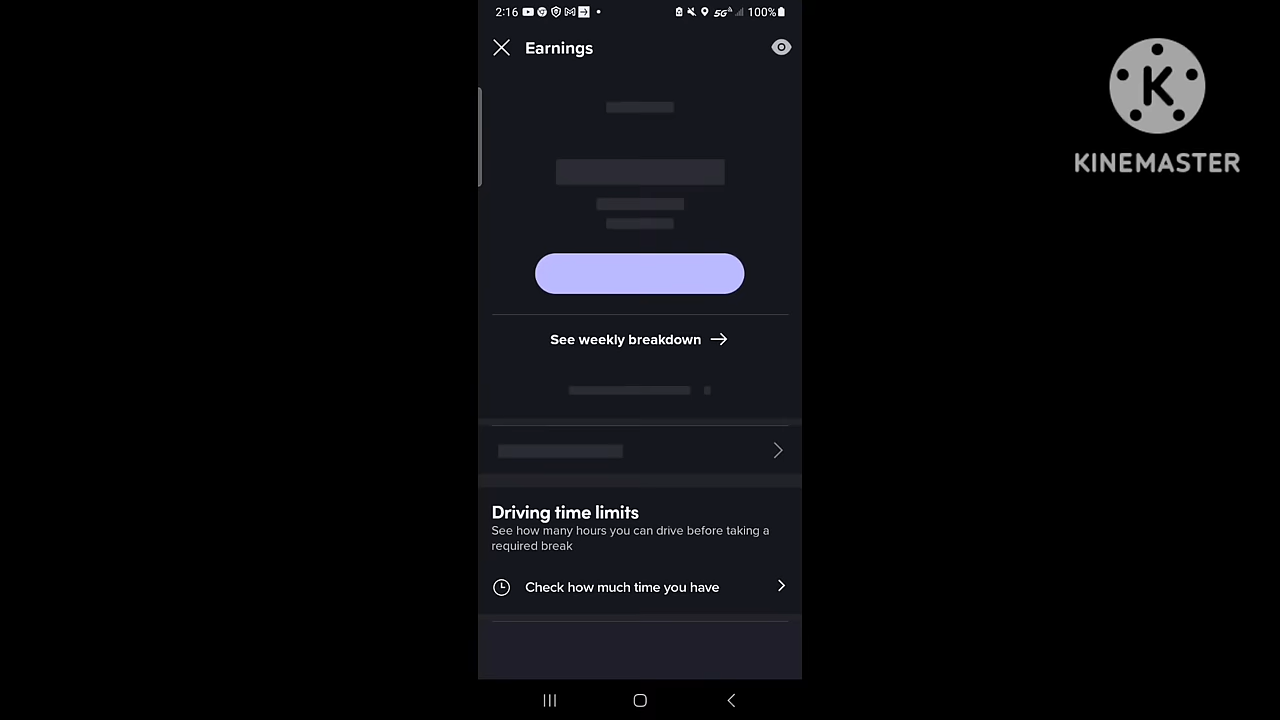 2:16
5G
100%
Earnings
K
KINEMASTER
See weekly breakdown
Driving time limits
See how many hours you can drive before taking a
required break
Check how much time you have